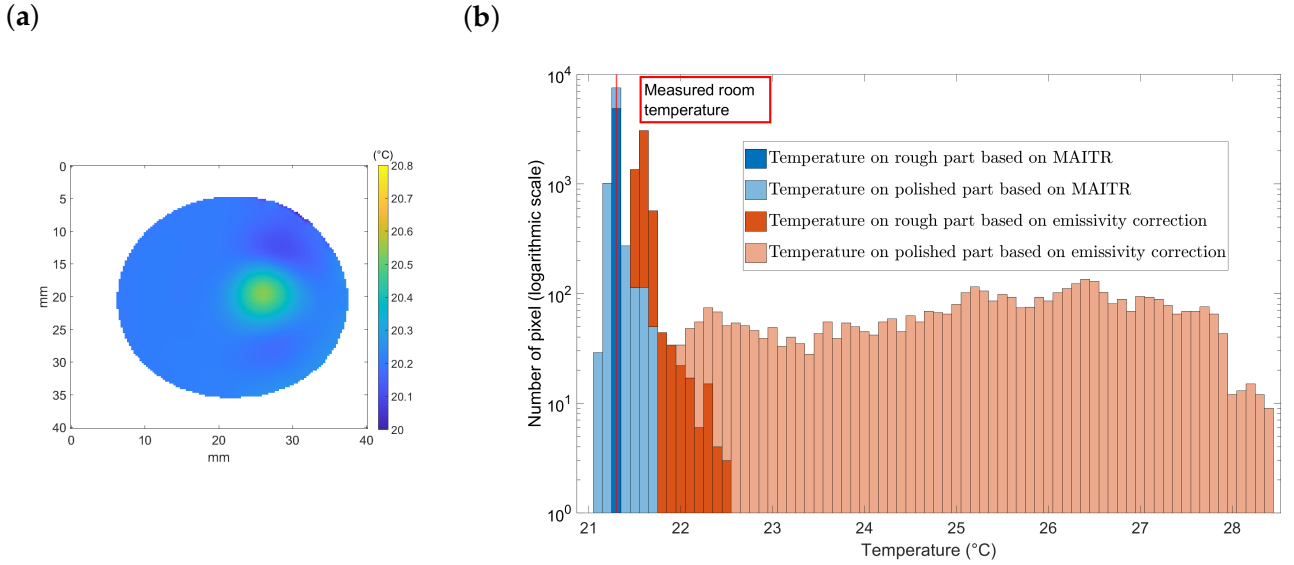 (a)
(b)
(°C)
0
5
10
15
20
25
30
35
40
mm
0
10
20
30
40
mm
20.8
20.7
20.6
20.5
20.4
20.3
20.2
20.1
20
Number of pixel (logarithmic scale)
10^4
10^3
10^2
10^1
10^0
Measured room
temperature
Temperature on rough part based on MAITR
Temperature on polished part based on MAITR
Temperature on rough part based on emissivity correction
Temperature on polished part based on emissivity correction
21
22
23
24
25
26
27
28
Temperature (°C)